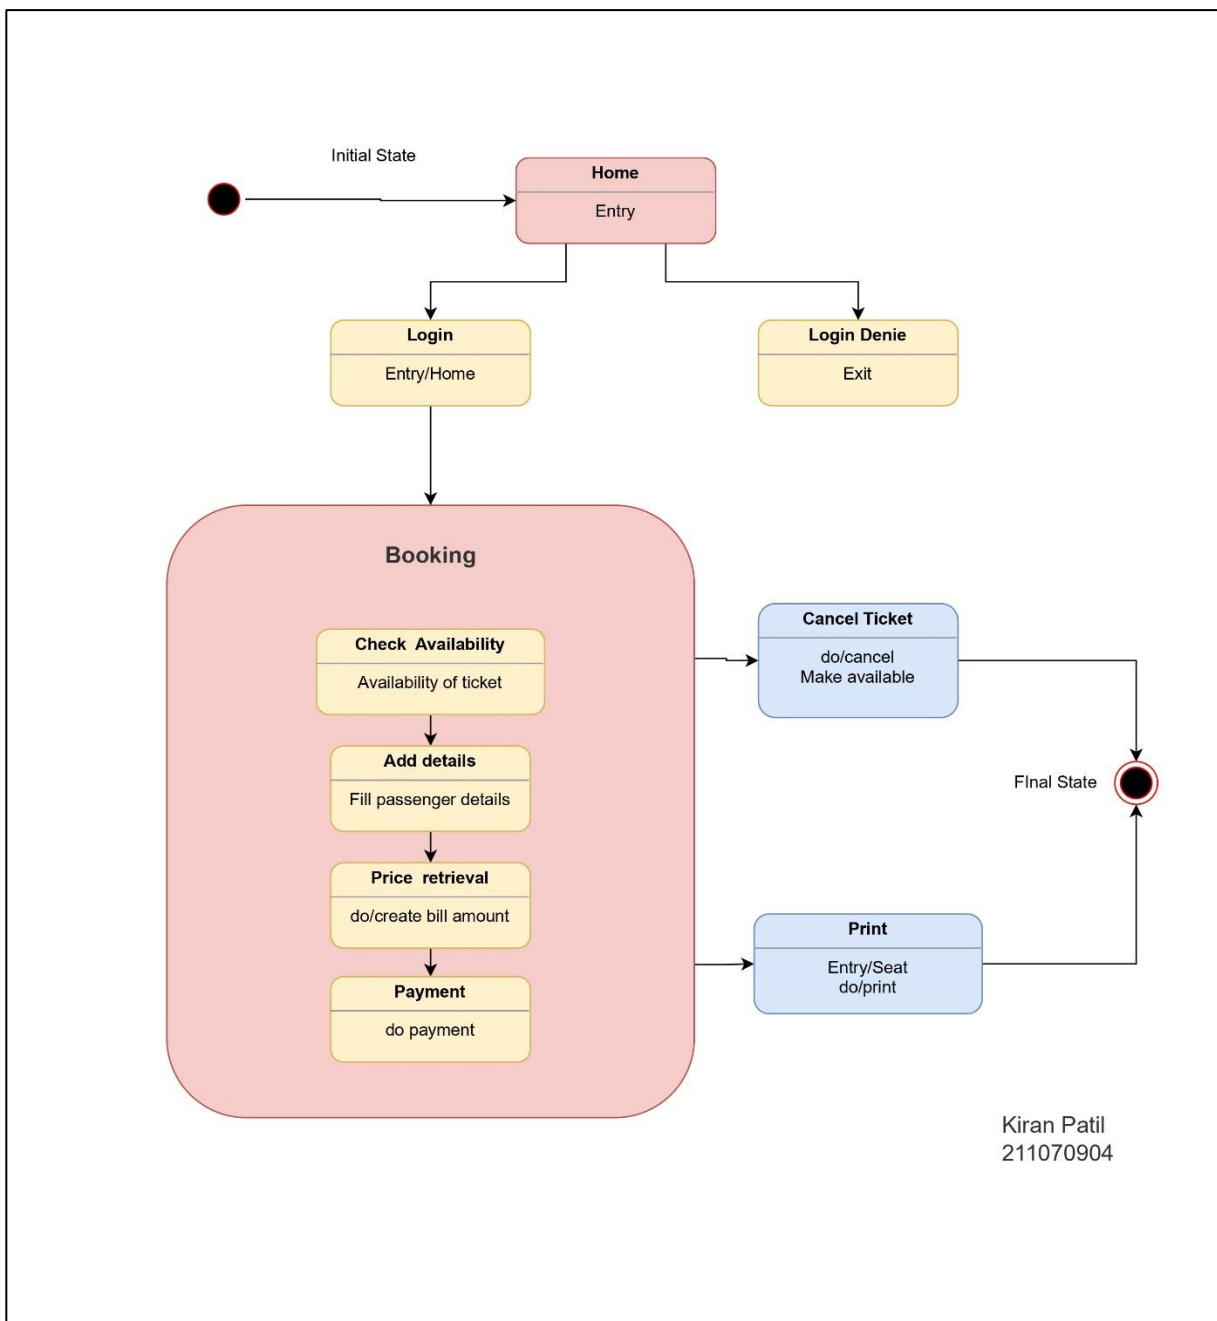 Initial State
Home
Entry
Login
Entry/Home
Login Denie
Exit
Booking
Check Availability
Availability of ticket
Add details
Fill passenger details
Price retrieval
do/create bill amount
Payment
do payment
Cancel Ticket
do/cancel
Make available
FInal State
Print
Entry/Seat
do/print
Kiran Patil
211070904